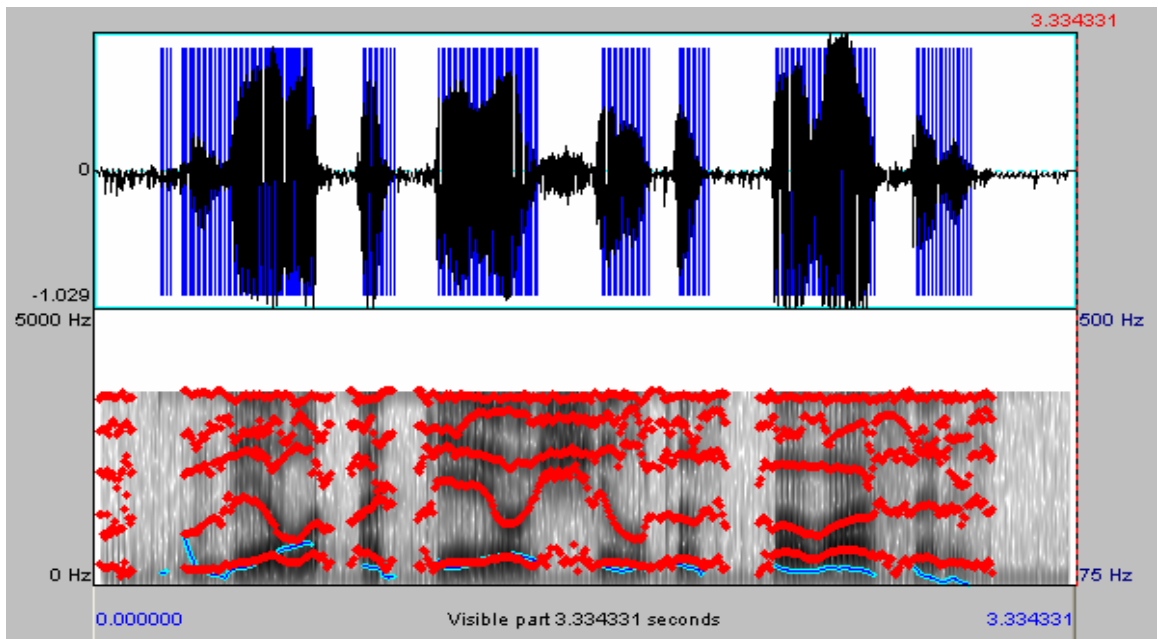 3.334331
0
-1.029
5000 Hz
500 Hz
0 Hz
75 Hz
0.000000 Visible part 3.334331 seconds 3.334331